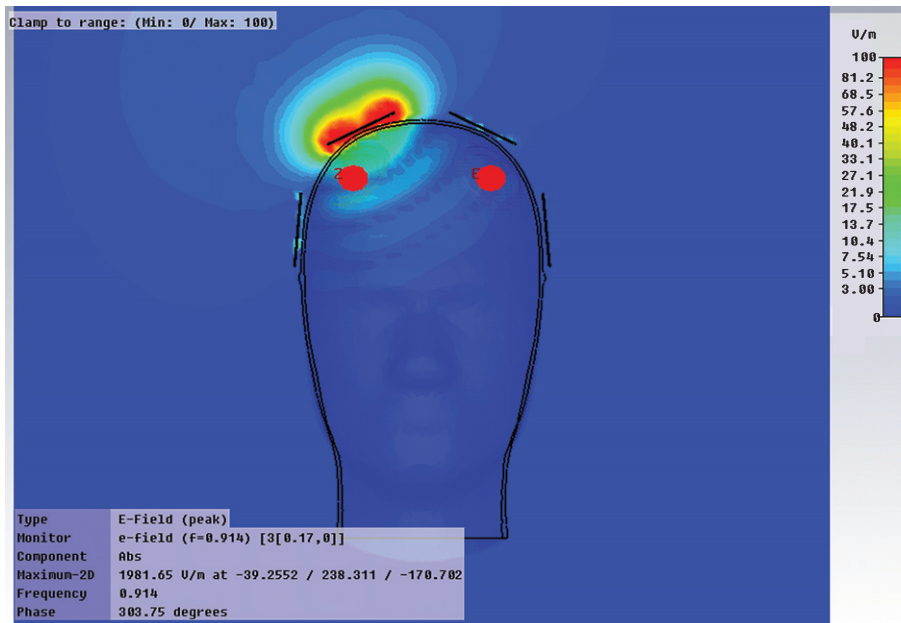 Clamp to range: (Min: 0/ Max: 100)
V/m
100
81.2
68.5
57.6
48.2
40.1
33.1
27.1
21.9
17.5
13.7
10.4
7.54
5.10
3.00
0
2
Type E-Field (peak)
Monitor e-field (f=0.914) [3[0.17,0]]
Component Abs
Maximum-2D 1981.65 V/m at -39.2552 / 238.311 / -170.702
Frequency 0.914
Phase 303.75 degrees